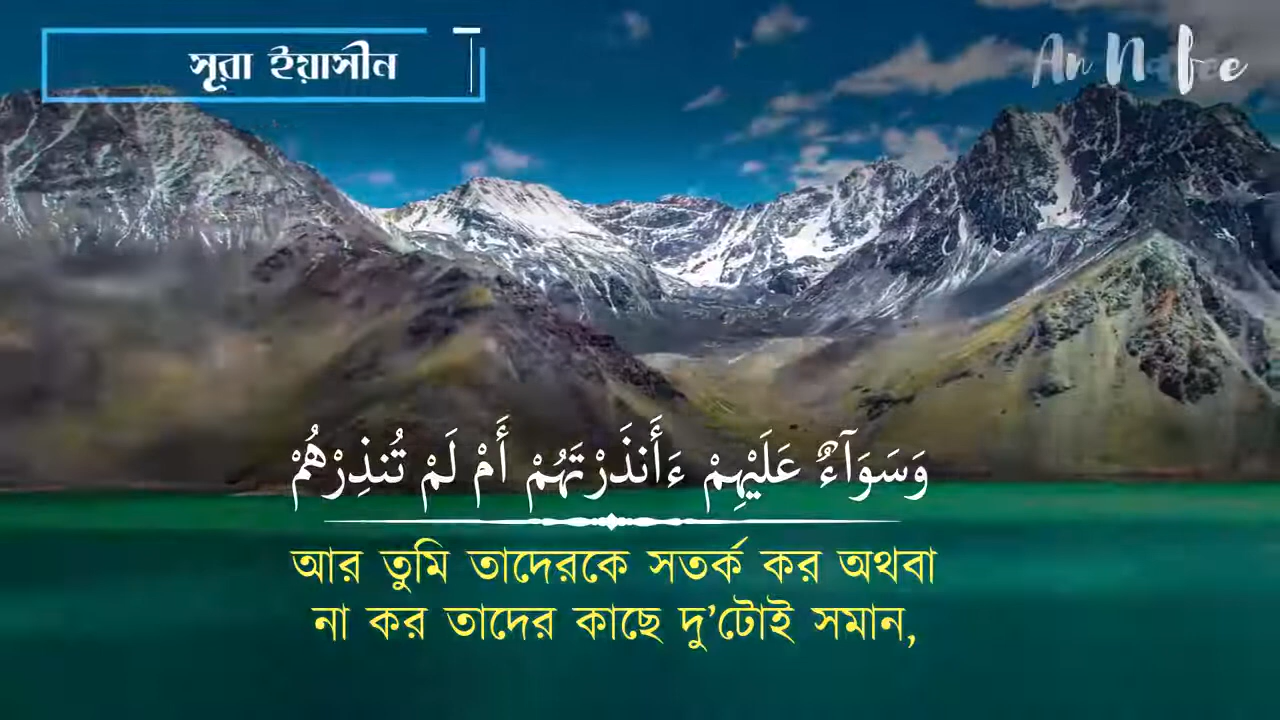 সূরা ইয়াসীন
وَسَوَآءٌ عَلَيْهِمْ ءَأَنذَرْتَهُمْ أَمْ لَمْ تُنذِرْهُمْ
আর তুমি তাদেরকে সতর্ক কর অথবা
না কর তাদের কাছে দু’টোই সমান,